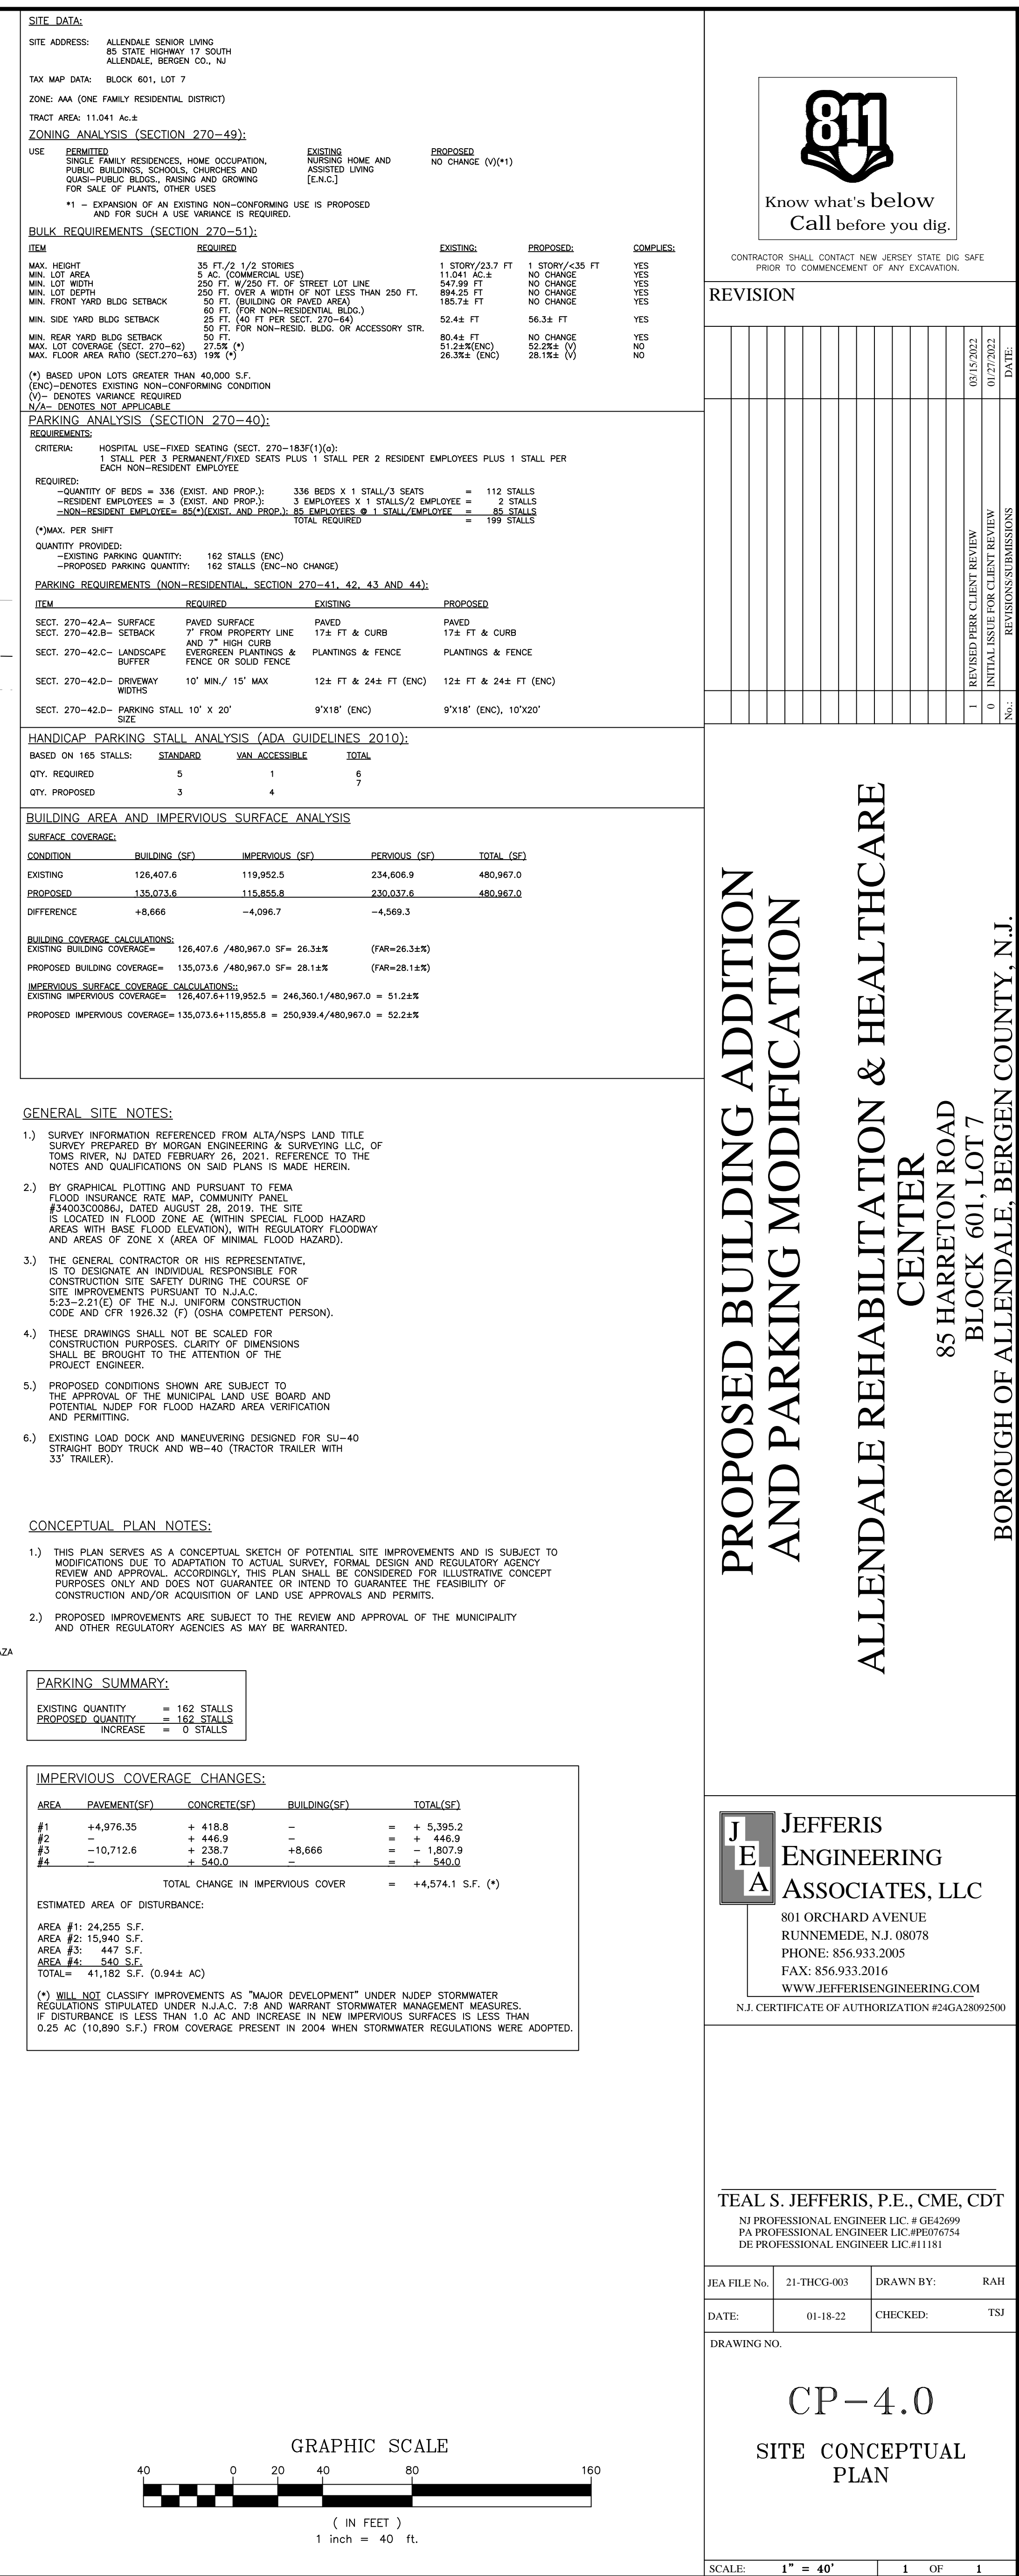 SITE DATA:
SITE ADDRESS: ALLENDALE SENIOR LIVING
85 STATE HIGHWAY 17 SOUTH
ALLENDALE, BERGEN CO., NJ
TAX MAP DATA: BLOCK 601, LOT 7
ZONE: AAA (ONE FAMILY RESIDENTIAL DISTRICT)
TRACT AREA: 11.041 Ac.±
ZONING ANALYSIS (SECTION 270-49):
USE PERMITTED EXISTING PROPOSED
SINGLE FAMILY RESIDENCES, HOME OCCUPATION, NURSING HOME AND NO CHANGE (V)(*1)
PUBLIC BUILDINGS, SCHOOLS, CHURCHES AND ASSISTED LIVING
QUASI-PUBLIC BLDGS., RAISING AND GROWING [E.N.C.]
FOR SALE OF PLANTS, OTHER USES
*1 - EXPANSION OF AN EXISTING NON-CONFORMING USE IS PROPOSED
AND FOR SUCH A USE VARIANCE IS REQUIRED.
BULK REQUIREMENTS (SECTION 270-51):
ITEM REQUIRED EXISTING: PROPOSED: COMPLIES:
MAX. HEIGHT 35 FT./2 1/2 STORIES 1 STORY/23.7 FT 1 STORY/<35 FT YES
MIN. LOT AREA 5 AC. (COMMERCIAL USE) 11.041 AC.± NO CHANGE YES
MIN. LOT WIDTH 250 FT. W/250 FT. OF STREET LOT LINE 547.99 FT NO CHANGE YES
MIN. LOT DEPTH 250 FT. OVER A WIDTH OF NOT LESS THAN 250 FT. 894.25 FT NO CHANGE YES
MIN. FRONT YARD BLDG SETBACK 50 FT. (BUILDING OR PAVED AREA) 185.7± FT NO CHANGE YES
60 FT. (FOR NON-RESIDENTIAL BLDG.)
MIN. SIDE YARD BLDG SETBACK 25 FT. (40 FT PER SECT. 270-64) 52.4± FT 56.3± FT YES
50 FT. FOR NON-RESID. BLDG. OR ACCESSORY STR.
MIN. REAR YARD BLDG SETBACK 50 FT. 80.4± FT NO CHANGE YES
MAX. LOT COVERAGE (SECT. 270-62) 27.5% (*) 51.2±%(ENC) 52.2%± (V) NO
MAX. FLOOR AREA RATIO (SECT.270-63) 19% (*) 26.3%± (ENC) 28.1%± (V) NO
(*) BASED UPON LOTS GREATER THAN 40,000 S.F.
(ENC)-DENOTES EXISTING NON-CONFORMING CONDITION
(V)- DENOTES VARIANCE REQUIRED
N/A- DENOTES NOT APPLICABLE
PARKING ANALYSIS (SECTION 270-40):
REQUIREMENTS:
CRITERIA: HOSPITAL USE-FIXED SEATING (SECT. 270-183F(1)(a):
1 STALL PER 3 PERMANENT/FIXED SEATS PLUS 1 STALL PER 2 RESIDENT EMPLOYEES PLUS 1 STALL PER
EACH NON-RESIDENT EMPLOYEE
REQUIRED:
-QUANTITY OF BEDS = 336 (EXIST. AND PROP.): 336 BEDS X 1 STALL/3 SEATS = 112 STALLS
-RESIDENT EMPLOYEES = 3 (EXIST. AND PROP.): 3 EMPLOYEES X 1 STALLS/2 EMPLOYEE = 2 STALLS
-NON-RESIDENT EMPLOYEE= 85(*)(EXIST. AND PROP.): 85 EMPLOYEES @ 1 STALL/EMPLOYEE = 85 STALLS
TOTAL REQUIRED = 199 STALLS
(*)MAX. PER SHIFT
QUANTITY PROVIDED:
-EXISTING PARKING QUANTITY: 162 STALLS (ENC)
-PROPOSED PARKING QUANTITY: 162 STALLS (ENC-NO CHANGE)
PARKING REQUIREMENTS (NON-RESIDENTIAL, SECTION 270-41, 42, 43 AND 44):
ITEM REQUIRED EXISTING PROPOSED
SECT. 270-42.A- SURFACE PAVED SURFACE PAVED PAVED
SECT. 270-42.B- SETBACK 7' FROM PROPERTY LINE 17± FT & CURB 17± FT & CURB
AND 7" HIGH CURB
SECT. 270-42.C- LANDSCAPE EVERGREEN PLANTINGS & PLANTINGS & FENCE PLANTINGS & FENCE
BUFFER FENCE OR SOLID FENCE
SECT. 270-42.D- DRIVEWAY 10' MIN./ 15' MAX 12± FT & 24± FT (ENC) 12± FT & 24± FT (ENC)
WIDTHS
SECT. 270-42.D- PARKING STALL 10' X 20' 9'X18' (ENC) 9'X18' (ENC), 10'X20'
SIZE
HANDICAP PARKING STALL ANALYSIS (ADA GUIDELINES 2010):
BASED ON 165 STALLS: STANDARD VAN ACCESSIBLE TOTAL
QTY. REQUIRED 5 1 6
7
QTY. PROPOSED 3 4
BUILDING AREA AND IMPERVIOUS SURFACE ANALYSIS
SURFACE COVERAGE:
CONDITION BUILDING (SF) IMPERVIOUS (SF) PERVIOUS (SF) TOTAL (SF)
EXISTING 126,407.6 119,952.5 234,606.9 480,967.0
PROPOSED 135,073.6 115,855.8 230,037.6 480,967.0
DIFFERENCE +8,666 -4,096.7 -4,569.3
BUILDING COVERAGE CALCULATIONS:
EXISTING BUILDING COVERAGE= 126,407.6 /480,967.0 SF= 26.3±% (FAR=26.3±%)
PROPOSED BUILDING COVERAGE= 135,073.6 /480,967.0 SF= 28.1±% (FAR=28.1±%)
IMPERVIOUS SURFACE COVERAGE CALCULATIONS::
EXISTING IMPERVIOUS COVERAGE= 126,407.6+119,952.5 = 246,360.1/480,967.0 = 51.2±%
PROPOSED IMPERVIOUS COVERAGE= 135,073.6+115,855.8 = 250,939.4/480,967.0 = 52.2±%
GENERAL SITE NOTES:
1.) SURVEY INFORMATION REFERENCED FROM ALTA/NSPS LAND TITLE
SURVEY PREPARED BY MORGAN ENGINEERING & SURVEYING LLC, OF
TOMS RIVER, NJ DATED FEBRUARY 26, 2021. REFERENCE TO THE
NOTES AND QUALIFICATIONS ON SAID PLANS IS MADE HEREIN.
2.) BY GRAPHICAL PLOTTING AND PURSUANT TO FEMA
FLOOD INSURANCE RATE MAP, COMMUNITY PANEL
#34003C0086J, DATED AUGUST 28, 2019. THE SITE
IS LOCATED IN FLOOD ZONE AE (WITHIN SPECIAL FLOOD HAZARD
AREAS WITH BASE FLOOD ELEVATION), WITH REGULATORY FLOODWAY
AND AREAS OF ZONE X (AREA OF MINIMAL FLOOD HAZARD).
3.) THE GENERAL CONTRACTOR OR HIS REPRESENTATIVE,
IS TO DESIGNATE AN INDIVIDUAL RESPONSIBLE FOR
CONSTRUCTION SITE SAFETY DURING THE COURSE OF
SITE IMPROVEMENTS PURSUANT TO N.J.A.C.
5:23-2.21(E) OF THE N.J. UNIFORM CONSTRUCTION
CODE AND CFR 1926.32 (F) (OSHA COMPETENT PERSON).
4.) THESE DRAWINGS SHALL NOT BE SCALED FOR
CONSTRUCTION PURPOSES. CLARITY OF DIMENSIONS
SHALL BE BROUGHT TO THE ATTENTION OF THE
PROJECT ENGINEER.
5.) PROPOSED CONDITIONS SHOWN ARE SUBJECT TO
THE APPROVAL OF THE MUNICIPAL LAND USE BOARD AND
POTENTIAL NJDEP FOR FLOOD HAZARD AREA VERIFICATION
AND PERMITTING.
6.) EXISTING LOAD DOCK AND MANEUVERING DESIGNED FOR SU-40
STRAIGHT BODY TRUCK AND WB-40 (TRACTOR TRAILER WITH
33' TRAILER).
CONCEPTUAL PLAN NOTES:
1.) THIS PLAN SERVES AS A CONCEPTUAL SKETCH OF POTENTIAL SITE IMPROVEMENTS AND IS SUBJECT TO
MODIFICATIONS DUE TO ADAPTATION TO ACTUAL SURVEY, FORMAL DESIGN AND REGULATORY AGENCY
REVIEW AND APPROVAL. ACCORDINGLY, THIS PLAN SHALL BE CONSIDERED FOR ILLUSTRATIVE CONCEPT
PURPOSES ONLY AND DOES NOT GUARANTEE OR INTEND TO GUARANTEE THE FEASIBILITY OF
CONSTRUCTION AND/OR ACQUISITION OF LAND USE APPROVALS AND PERMITS.
2.) PROPOSED IMPROVEMENTS ARE SUBJECT TO THE REVIEW AND APPROVAL OF THE MUNICIPALITY
AND OTHER REGULATORY AGENCIES AS MAY BE WARRANTED.
AZA
PARKING SUMMARY:
EXISTING QUANTITY = 162 STALLS
PROPOSED QUANTITY = 162 STALLS
INCREASE = 0 STALLS
IMPERVIOUS COVERAGE CHANGES:
AREA PAVEMENT(SF) CONCRETE(SF) BUILDING(SF) TOTAL(SF)
#1 +4,976.35 + 418.8 - = + 5,395.2
#2 - + 446.9 - = + 446.9
#3 -10,712.6 + 238.7 +8,666 = - 1,807.9
#4 - + 540.0 - = + 540.0
TOTAL CHANGE IN IMPERVIOUS COVER = +4,574.1 S.F. (*)
ESTIMATED AREA OF DISTURBANCE:
AREA #1: 24,255 S.F.
AREA #2: 15,940 S.F.
AREA #3: 447 S.F.
AREA #4: 540 S.F.
TOTAL= 41,182 S.F. (0.94± AC)
(*) WILL NOT CLASSIFY IMPROVEMENTS AS "MAJOR DEVELOPMENT" UNDER NJDEP STORMWATER
REGULATIONS STIPULATED UNDER N.J.A.C. 7:8 AND WARRANT STORMWATER MANAGEMENT MEASURES.
IF DISTURBANCE IS LESS THAN 1.0 AC AND INCREASE IN NEW IMPERVIOUS SURFACES IS LESS THAN
0.25 AC (10,890 S.F.) FROM COVERAGE PRESENT IN 2004 WHEN STORMWATER REGULATIONS WERE ADOPTED.
GRAPHIC SCALE
40 0 20 40 80 160
( IN FEET )
1 inch = 40 ft.
811
Know what's below
Call before you dig.
CONTRACTOR SHALL CONTACT NEW JERSEY STATE DIG SAFE
PRIOR TO COMMENCEMENT OF ANY EXCAVATION.
REVISION
1 REVISED PERR CLIENT REVIEW 03/15/2022
0 INITIAL ISSUE FOR CLIENT REVIEW 01/27/2022
No.: REVISIONS/SUBMISSIONS DATE:
PROPOSED BUILDING ADDITION
AND PARKING MODIFICATION
ALLENDALE REHABILITATION & HEALTHCARE
CENTER
85 HARRETON ROAD
BLOCK 601, LOT 7
BOROUGH OF ALLENDALE, BERGEN COUNTY, N.J.
JEA
JEFFERIS
ENGINEERING
ASSOCIATES, LLC
801 ORCHARD AVENUE
RUNNEMEDE, N.J. 08078
PHONE: 856.933.2005
FAX: 856.933.2016
WWW.JEFFERISENGINEERING.COM
N.J. CERTIFICATE OF AUTHORIZATION #24GA28092500
TEAL S. JEFFERIS, P.E., CME, CDT
NJ PROFESSIONAL ENGINEER LIC. # GE42699
PA PROFESSIONAL ENGINEER LIC.#PE076754
DE PROFESSIONAL ENGINEER LIC.#11181
JEA FILE No. 21-THCG-003 DRAWN BY: RAH
DATE: 01-18-22 CHECKED: TSJ
DRAWING NO.
CP-4.0
SITE CONCEPTUAL
PLAN
SCALE: 1" = 40' 1 OF 1